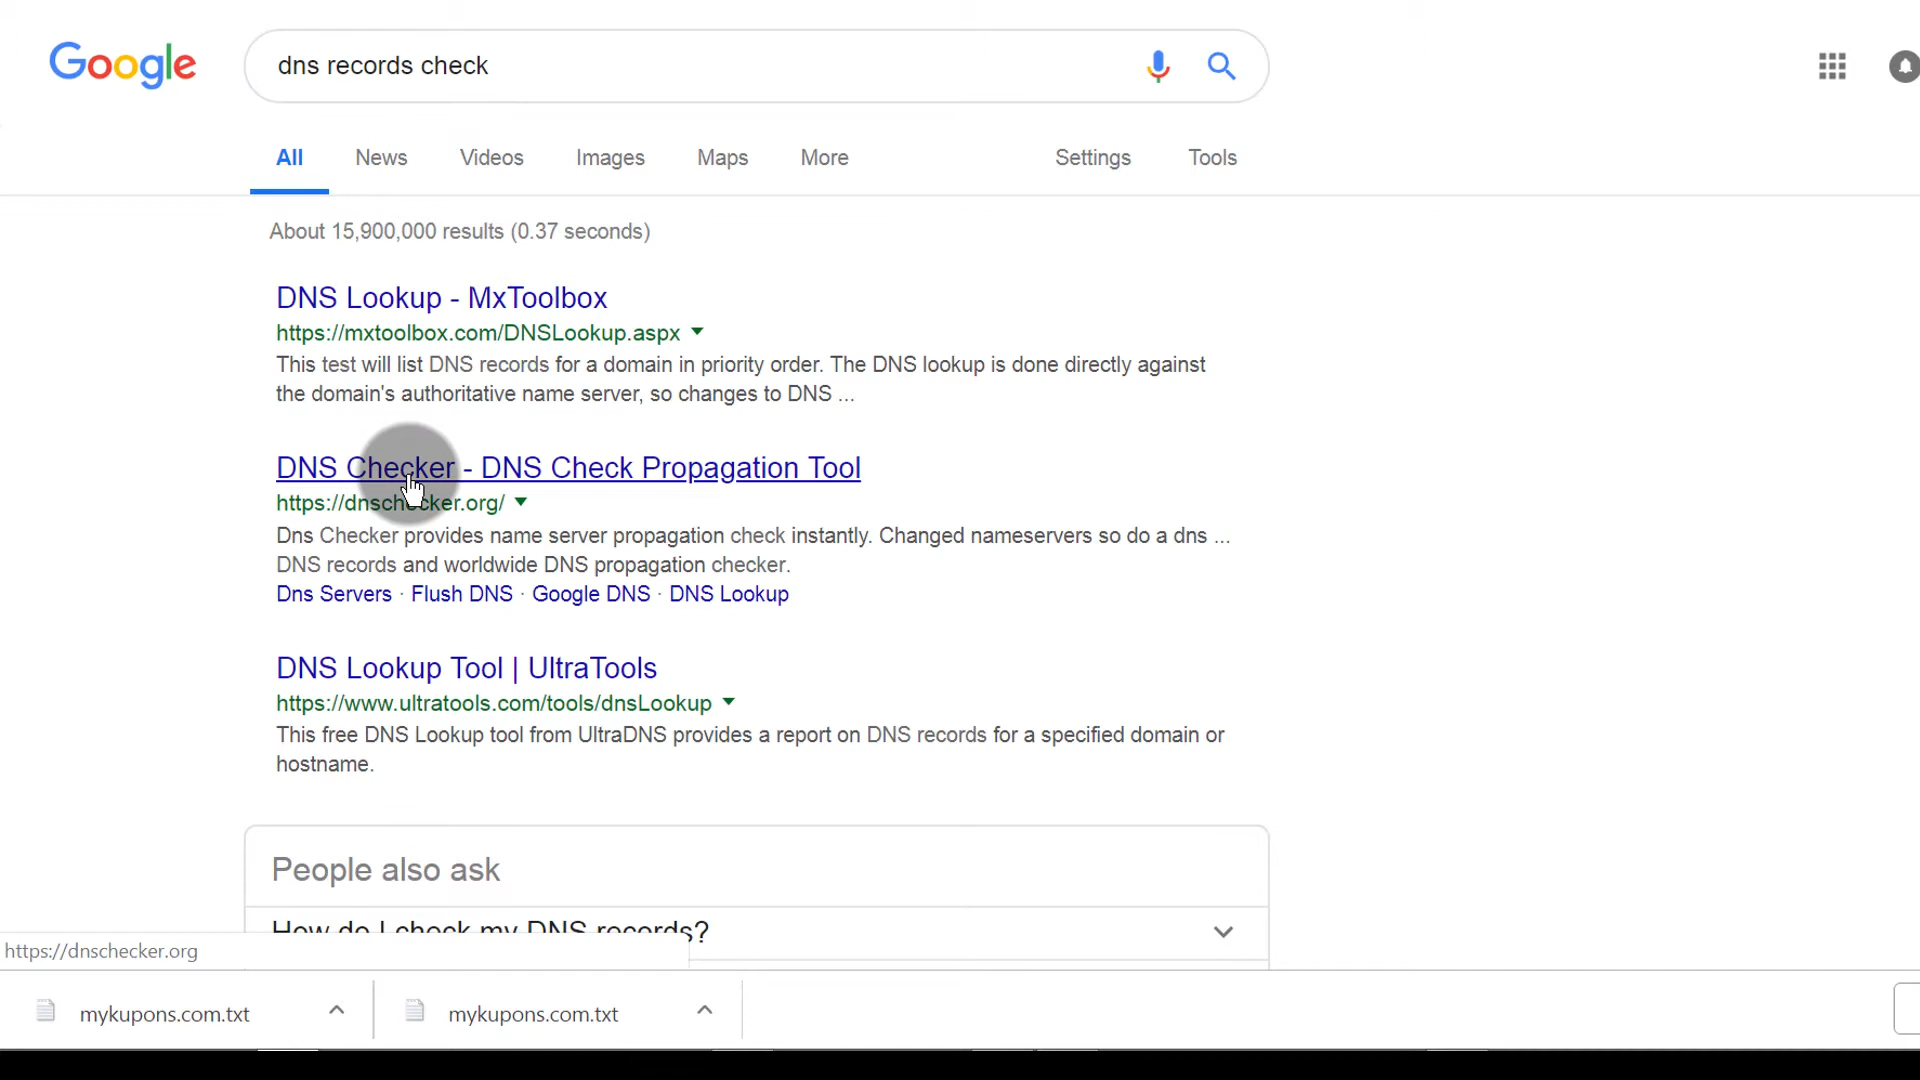 Google
dns records check
All News Videos Images Maps More Settings Tools
About 15,900,000 results (0.37 seconds)
DNS Lookup - MxToolbox
https://mxtoolbox.com/DNSLookup.aspx
This test will list DNS records for a domain in priority order. The DNS lookup is done directly against
the domain's authoritative name server, so changes to DNS ...
DNS Checker - DNS Check Propagation Tool
https://dnschecker.org/
Dns Checker provides name server propagation check instantly. Changed nameservers so do a dns ...
DNS records and worldwide DNS propagation checker.
Dns Servers · Flush DNS · Google DNS · DNS Lookup
DNS Lookup Tool | UltraTools
https://www.ultratools.com/tools/dnsLookup
This free DNS Lookup tool from UltraDNS provides a report on DNS records for a specified domain or
hostname.
People also ask
How do I check my DNS records?
https://dnschecker.org
mykupons.com.txt mykupons.com.txt